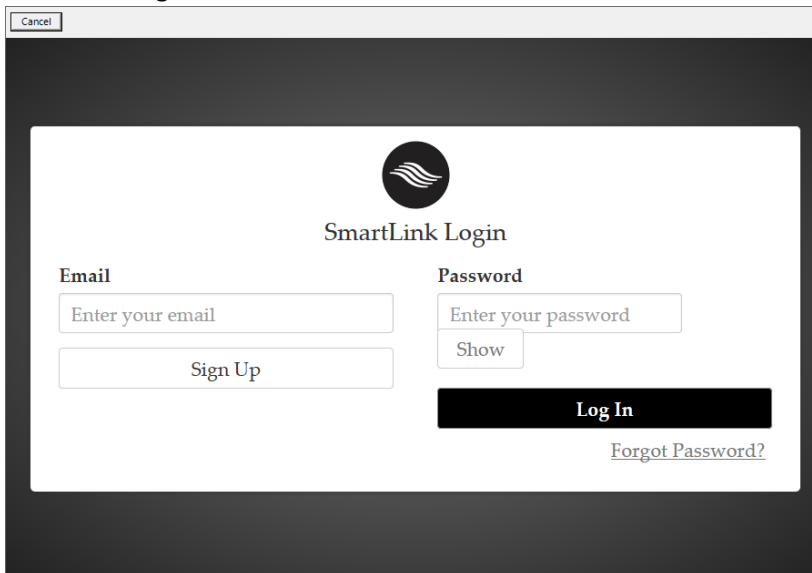 Cancel
SmartLink Login
Email
Password
Enter your email
Enter your password
Show
Sign Up
Log In
Forgot Password?